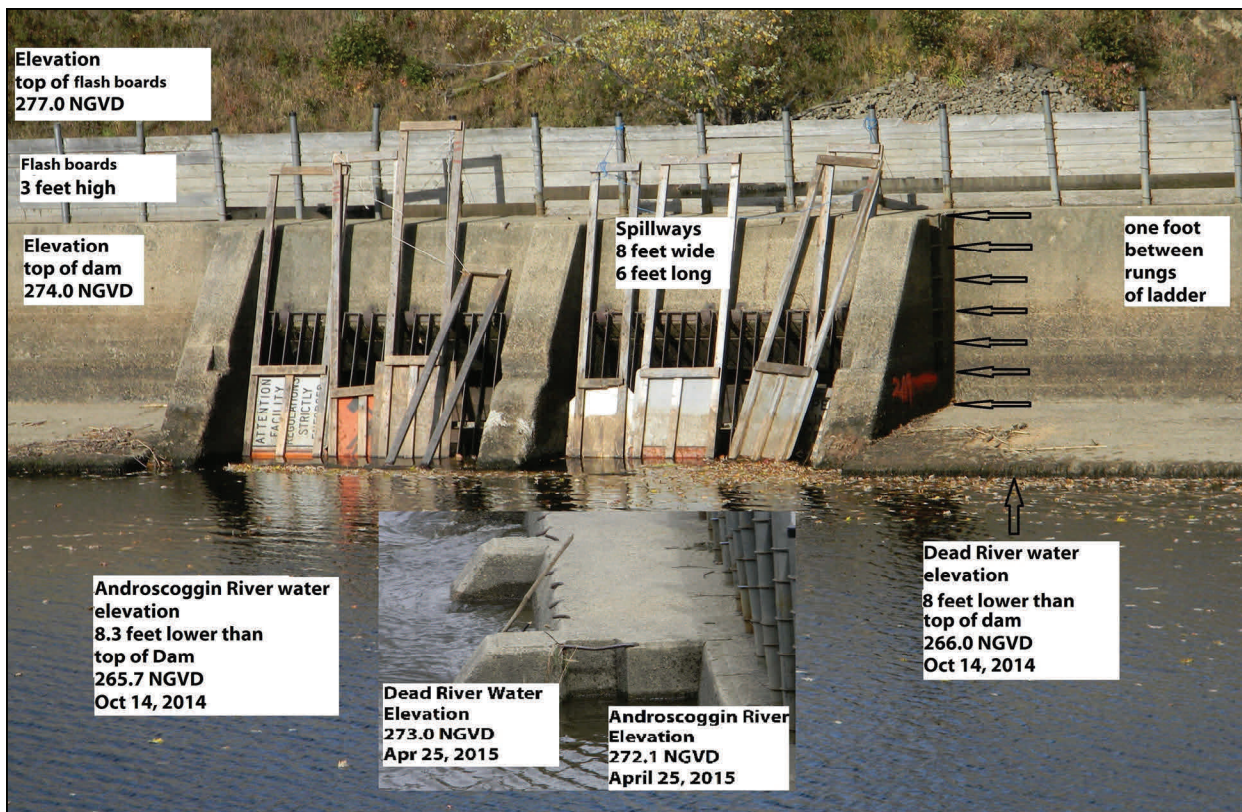 Elevation
top of flash boards
277.0 NGVD
Flash boards
3 feet high
Elevation
top of dam
274.0 NGVD
Spillways
8 feet wide
6 feet long
one foot
between
rungs
of ladder
ATTENTION
FACILITY
REGULATIONS
STRICTLY
ENFORCED
Androscoggin River water
elevation
8.3 feet lower than
top of Dam
265.7 NGVD
Oct 14, 2014
Dead River Water
Elevation
273.0 NGVD
Apr 25, 2015
Androscoggin River
Elevation
272.1 NGVD
April 25, 2015
Dead River water
elevation
8 feet lower than
top of dam
266.0 NGVD
Oct 14, 2014